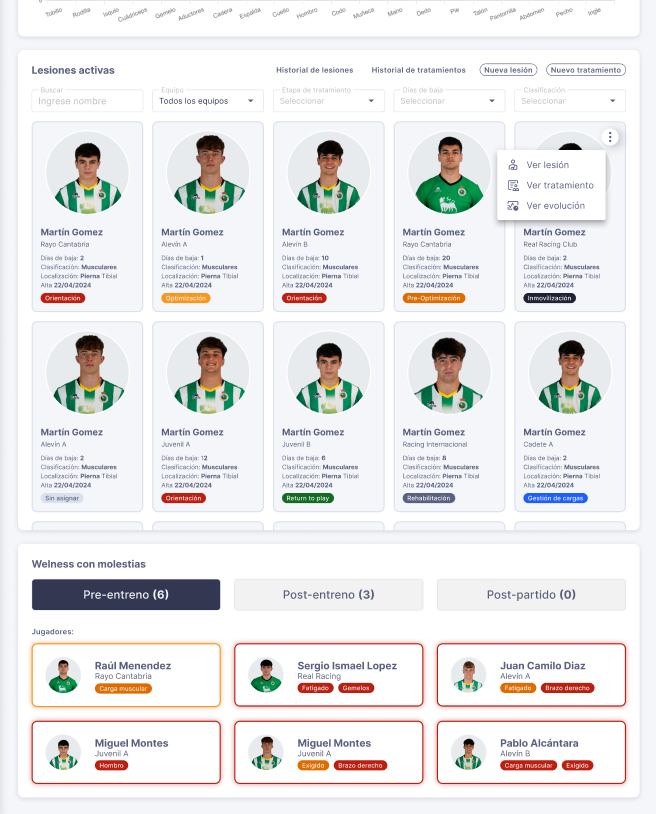 0
Tobillo Rodilla Isquio Cuádriceps Gemelo Aductores Cadera Espalda Cuello Hombro Codo Muñeca Mano Dedo Pie Talón Pantorrilla Abdomen Pecho Ingle
Lesiones activas
Historial de lesiones Historial de tratamientos Nueva lesión Nuevo tratamiento
Buscar Equipo Etapa de tratamiento Días de baja Clasificación
Ingrese nombre Todos los equipos Seleccionar Seleccionar Seleccionar
Ver lesión
Ver tratamiento
Ver evolución
Martín Gomez Martín Gomez Martín Gomez Martín Gomez Martín Gomez
Rayo Cantabria Alevín A Alevín B Rayo Cantabria Real Racing Club
Días de baja: 2 Días de baja: 1 Días de baja: 10 Días de baja: 20 Días de baja: 2
Clasificación: Musculares Clasificación: Musculares Clasificación: Musculares Clasificación: Musculares Clasificación: Musculares
Localización: Pierna Tibial Localización: Pierna Tibial Localización: Pierna Tibial Localización: Pierna Tibial Localización: Pierna Tibial
Alta 22/04/2024 Alta 22/04/2024 Alta 22/04/2024 Alta 22/04/2024 Alta 22/04/2024
Orientación Optimización Orientación Pre-Optimización Inmovilización
Martín Gomez Martín Gomez Martín Gomez Martín Gomez Martín Gomez
Alevín A Juvenil A Juvenil B Racing Internacional Cadete A
Días de baja: 2 Días de baja: 12 Días de baja: 6 Días de baja: 8 Días de baja: 2
Clasificación: Musculares Clasificación: Musculares Clasificación: Musculares Clasificación: Musculares Clasificación: Musculares
Localización: Pierna Tibial Localización: Pierna Tibial Localización: Pierna Tibial Localización: Pierna Tibial Localización: Pierna Tibial
Alta 22/04/2024 Alta 22/04/2024 Alta 22/04/2024 Alta 22/04/2024 Alta 22/04/2024
Sin asignar Orientación Return to play Rehabilitación Gestión de cargas
Welness con molestias
Pre-entreno (6) Post-entreno (3) Post-partido (0)
Jugadores:
Raúl Menendez Sergio Ismael Lopez Juan Camilo Diaz
Rayo Cantabria Real Racing Alevín A
Carga muscular Fatigado Gemelos Fatigado Brazo derecho
Miguel Montes Miguel Montes Pablo Alcántara
Juvenil A Juvenil A Alevín B
Hombro Exigido Brazo derecho Carga muscular Exigido